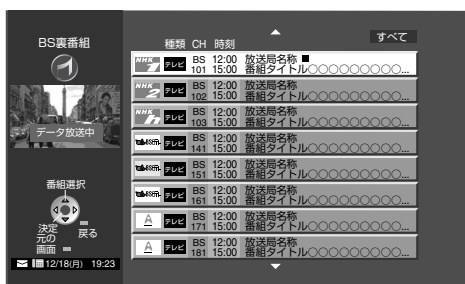 BS裏番組
データ放送中
番組選択
決定
戻る
元の
画面
12/18(月) 19:23
種類 CH 時刻
すべて
NHK 1 テレビ BS 101 12:00 15:00 放送局名称 ■
番組タイトル○○○○○○○○○...
NHK 2 テレビ BS 102 12:00 15:00 放送局名称
番組タイトル○○○○○○○○○...
NHK h テレビ BS 103 12:00 15:00 放送局名称
番組タイトル○○○○○○○○○...
テレビ BS 141 12:00 15:00 放送局名称
番組タイトル○○○○○○○○○...
テレビ BS 151 12:00 15:00 放送局名称
番組タイトル○○○○○○○○○...
テレビ BS 161 12:00 15:00 放送局名称
番組タイトル○○○○○○○○○...
A テレビ BS 171 12:00 15:00 放送局名称
番組タイトル○○○○○○○○○...
A テレビ BS 181 12:00 15:00 放送局名称
番組タイトル○○○○○○○○○...